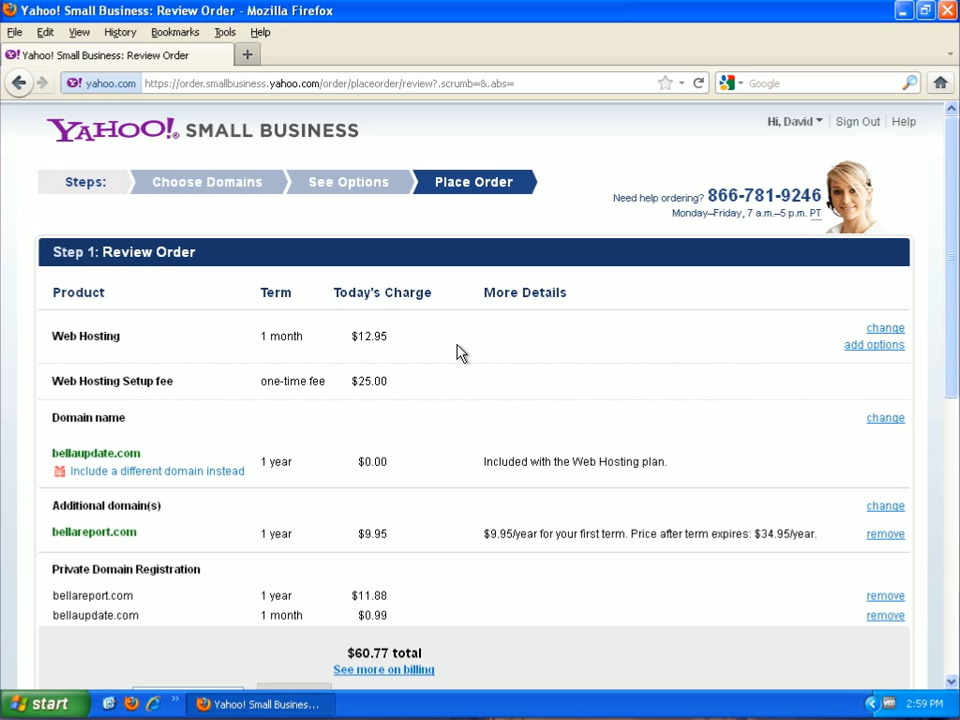 Yahoo! Small Business: Review Order - Mozilla Firefox
File Edit View History Bookmarks Tools Help
Y! Yahoo! Small Business: Review Order
Y! yahoo.com https://order.smallbusiness.yahoo.com/order/placeorder/review?.scrumb=&.abs= Google
YAHOO! SMALL BUSINESS
Hi, David Sign Out Help
Steps: Choose Domains See Options Place Order
Need help ordering? 866-781-9246
Monday–Friday, 7 a.m.–5 p.m. PT
Step 1: Review Order
Product Term Today's Charge More Details
Web Hosting 1 month $12.95 change
add options
Web Hosting Setup fee one-time fee $25.00
Domain name change
bellaupdate.com
1 year $0.00 Included with the Web Hosting plan.
Include a different domain instead
Additional domain(s) change
bellareport.com 1 year $9.95 $9.95/year for your first term. Price after term expires: $34.95/year. remove
Private Domain Registration
bellareport.com 1 year $11.88 remove
bellaupdate.com 1 month $0.99 remove
$60.77 total
See more on billing
start Yahoo! Small Busines... 2:59 PM